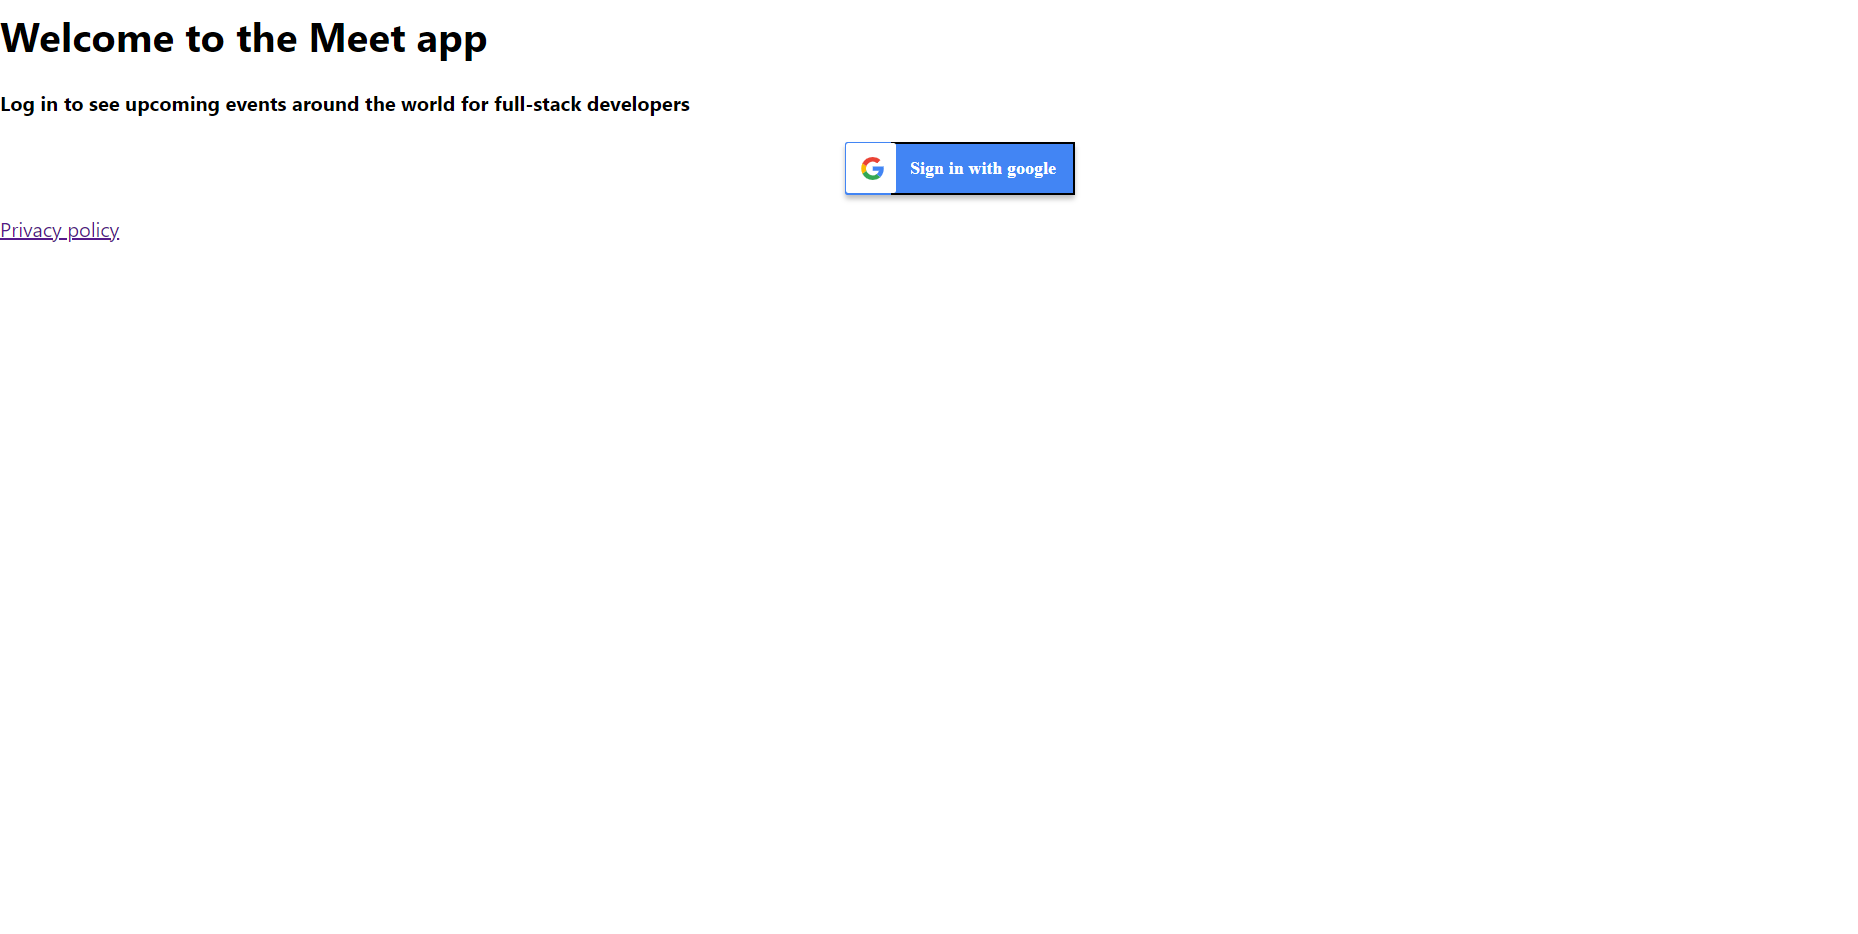 Welcome to the Meet app
Log in to see upcoming events around the world for full-stack developers
Sign in with google
Privacy policy